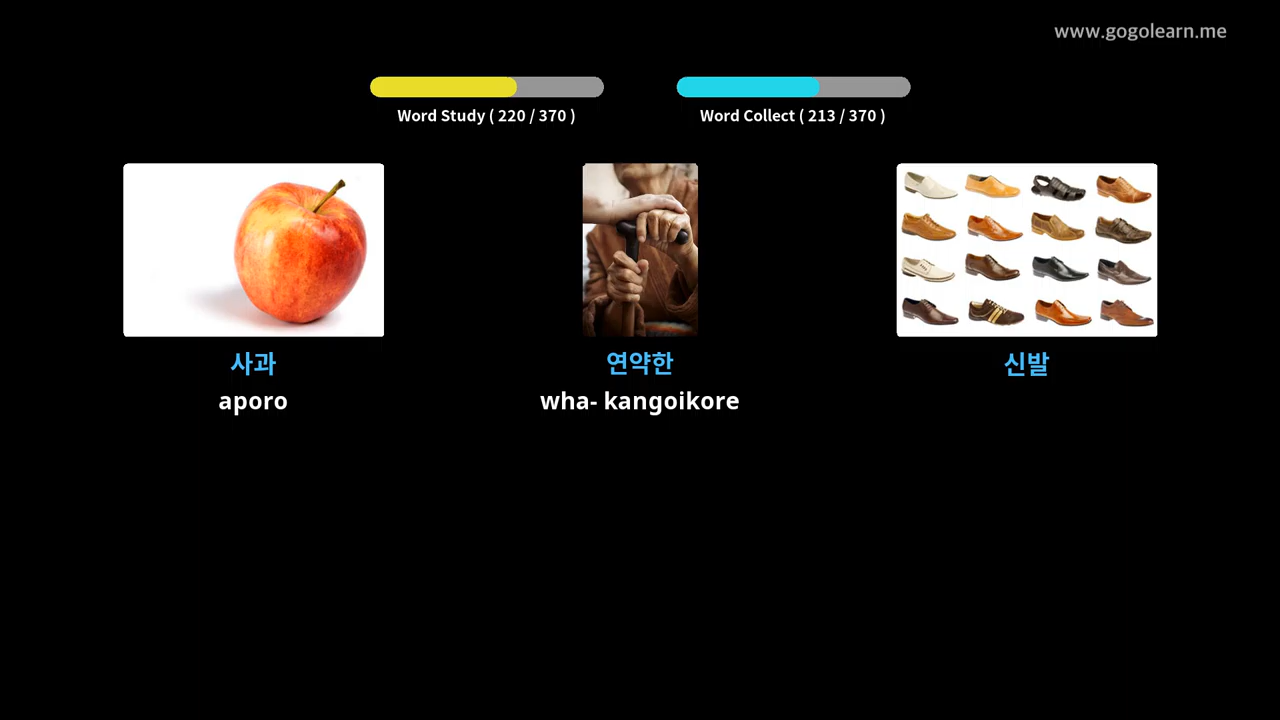 www.gogolearn.me
Word Study ( 220 / 370 )
Word Collect ( 213 / 370 )
사과
연약한
신발
aporo
wha- kangoikore